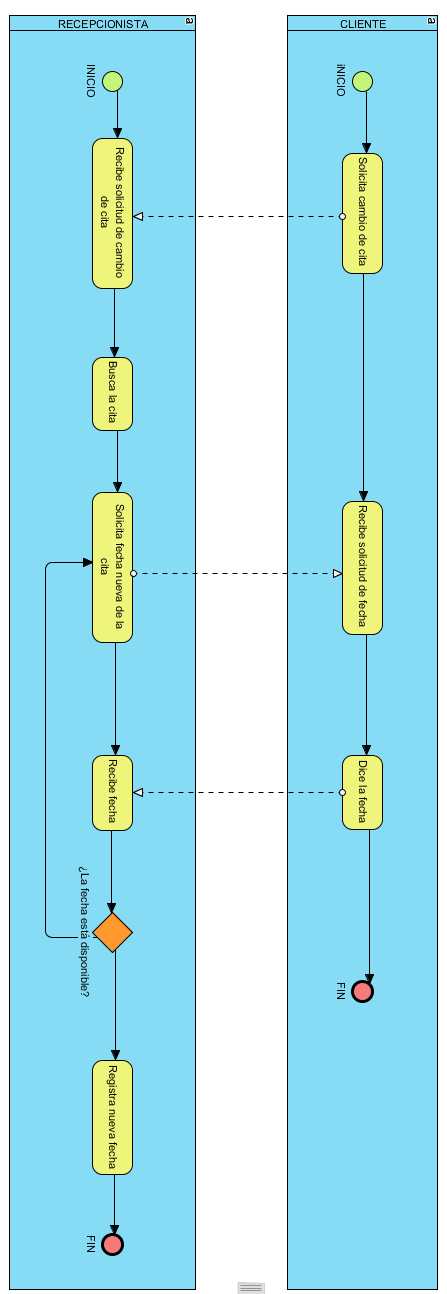 a
RECEPCIONISTA
INICIO
Recibe solicitud de cambio
de cita
Busca la cita
Solicita fecha nueva de la
cita
Recibe fecha
¿La fecha está disponible?
Registra nueva fecha
FIN
a
CLIENTE
INICIO
Solicita cambio de cita
Recibe solicitud de fecha
Dice la fecha
FIN